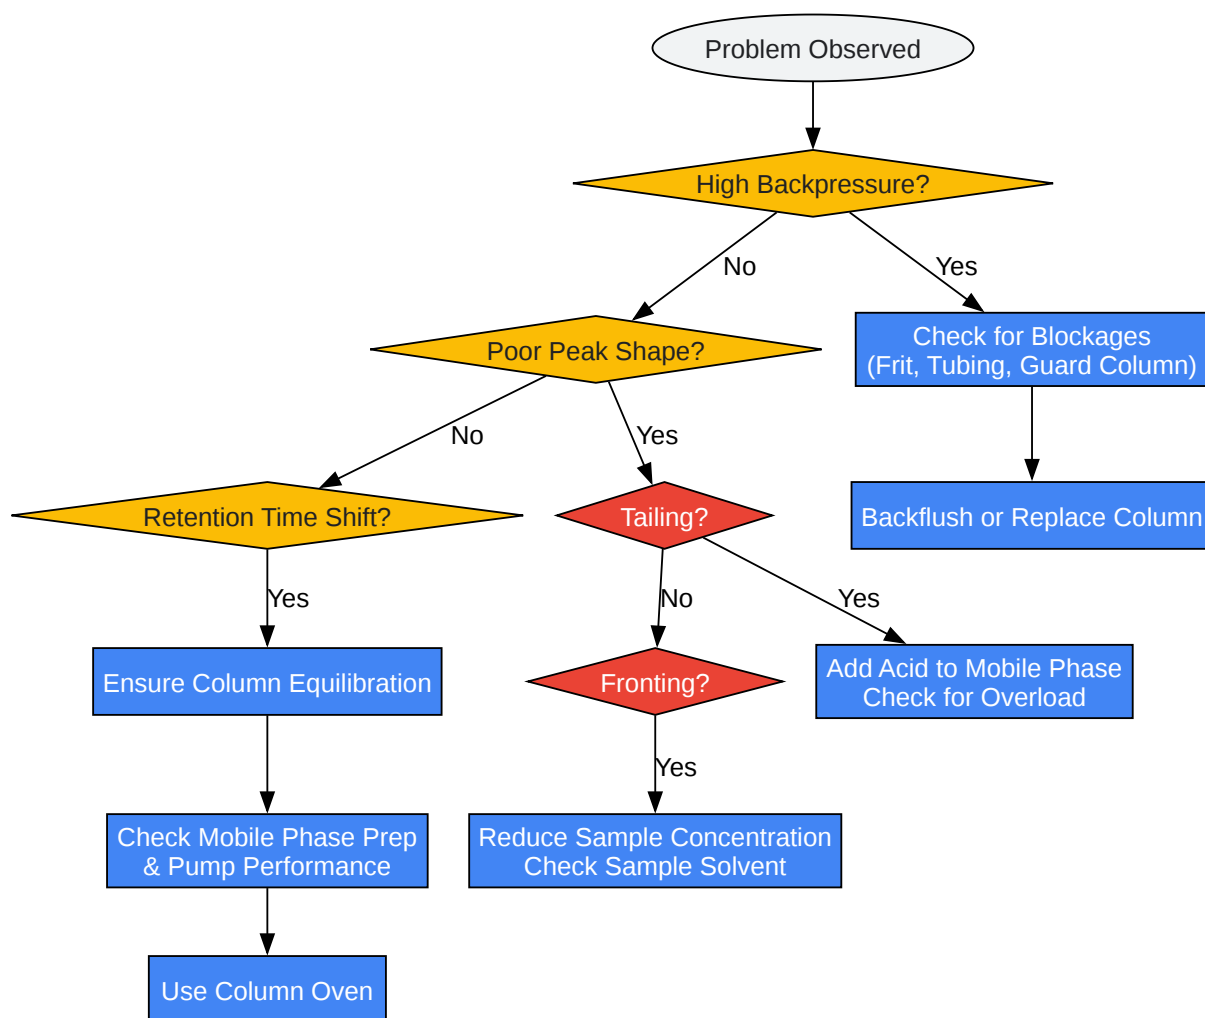 Problem Observed
High Backpressure?
No
Yes
Poor Peak Shape?
Check for Blockages
(Frit, Tubing, Guard Column)
No
Yes
Retention Time Shift?
Tailing?
Backflush or Replace Column
Yes
No
Yes
Ensure Column Equilibration
Fronting?
Add Acid to Mobile Phase
Check for Overload
Yes
Check Mobile Phase Prep
& Pump Performance
Reduce Sample Concentration
Check Sample Solvent
Use Column Oven